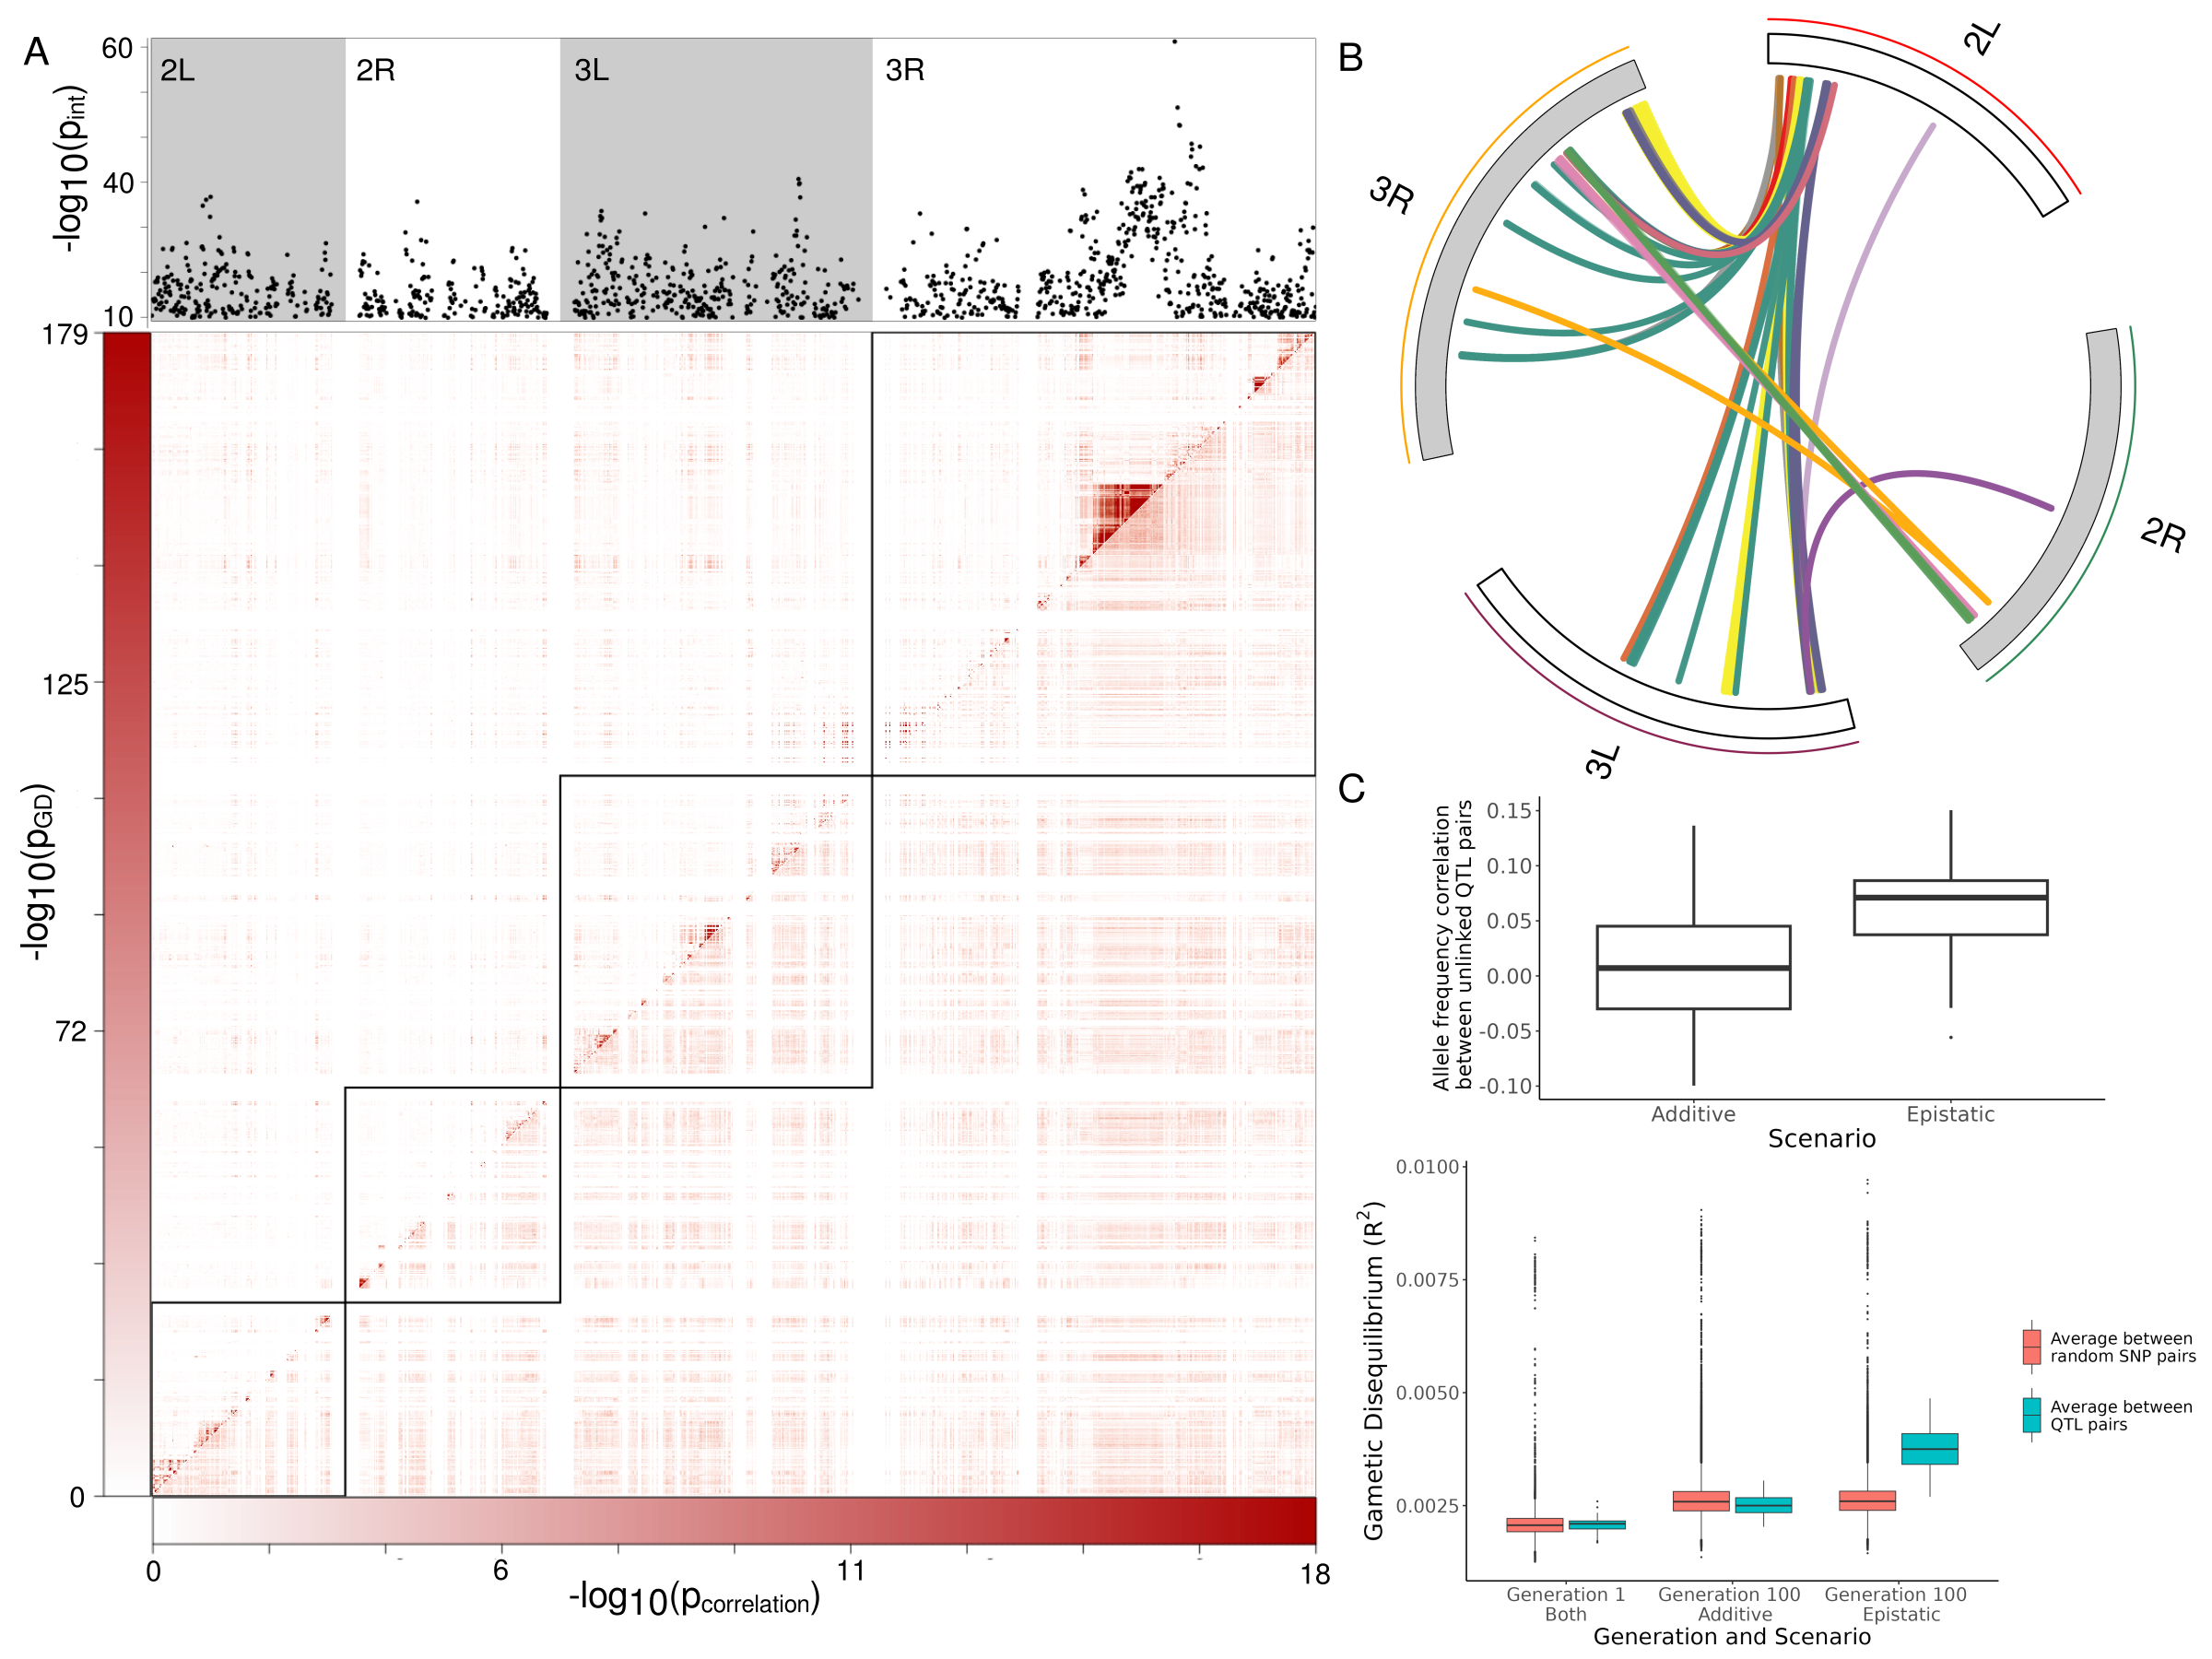 A
2L
2R
3L
3R
60
40
10
-log10(pint)
179
125
72
0
-log10(pGD)
0
6
11
18
-log10(pcorrelation)
B
2L
3R
2R
3L
C
Allele frequency correlation
between unlinked QTL pairs
0.15
0.10
0.05
0.00
-0.05
-0.10
Additive
Epistatic
Scenario
Gametic Disequilibrium (R2)
0.0100
0.0075
0.0050
0.0025
Generation 1
Both
Generation 100
Additive
Generation 100
Epistatic
Generation and Scenario
Average between
random SNP pairs
Average between
QTL pairs